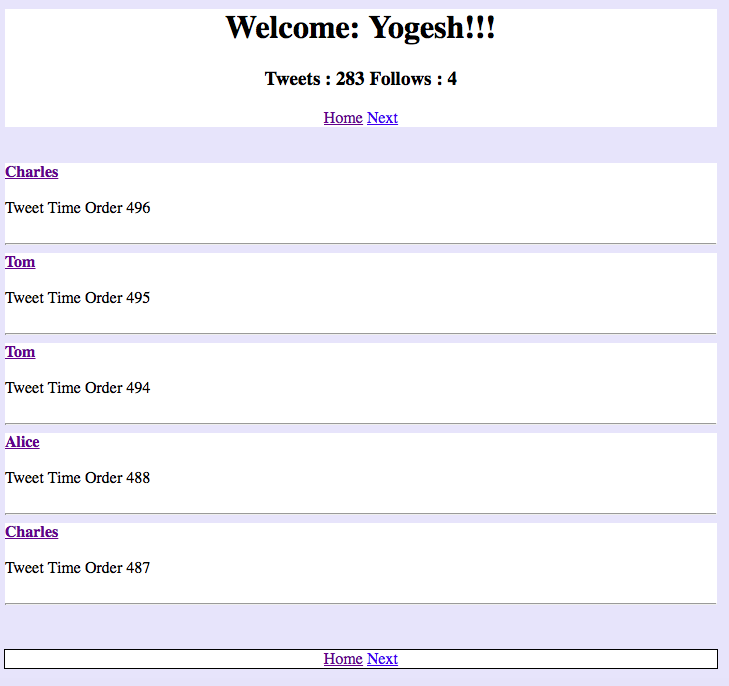 Welcome: Yogesh!!!
Tweets : 283 Follows : 4
Home Next
Charles
Tweet Time Order 496
Tom
Tweet Time Order 495
Tom
Tweet Time Order 494
Alice
Tweet Time Order 488
Charles
Tweet Time Order 487
Home Next